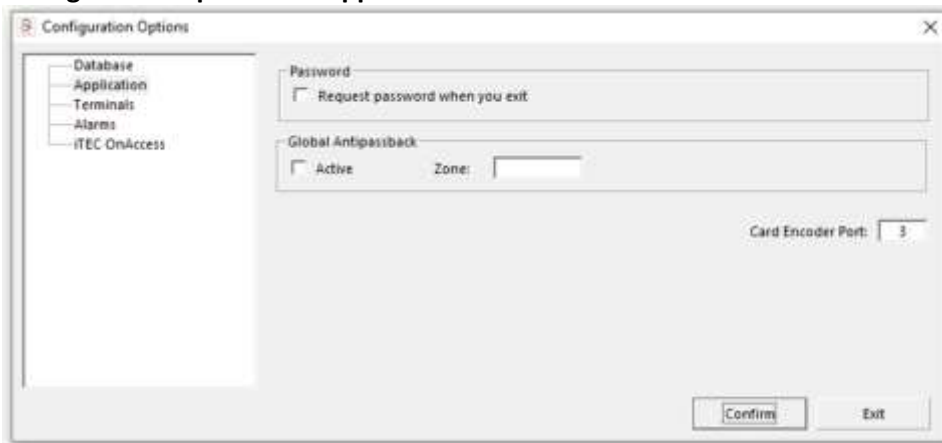 Configuration Options
Database
Application
Terminals
Alarms
iTEC OnAccess
Password
Request password when you exit
Global Antipassback
Active Zone:
Card Encoder Port: 3
Confirm Exit